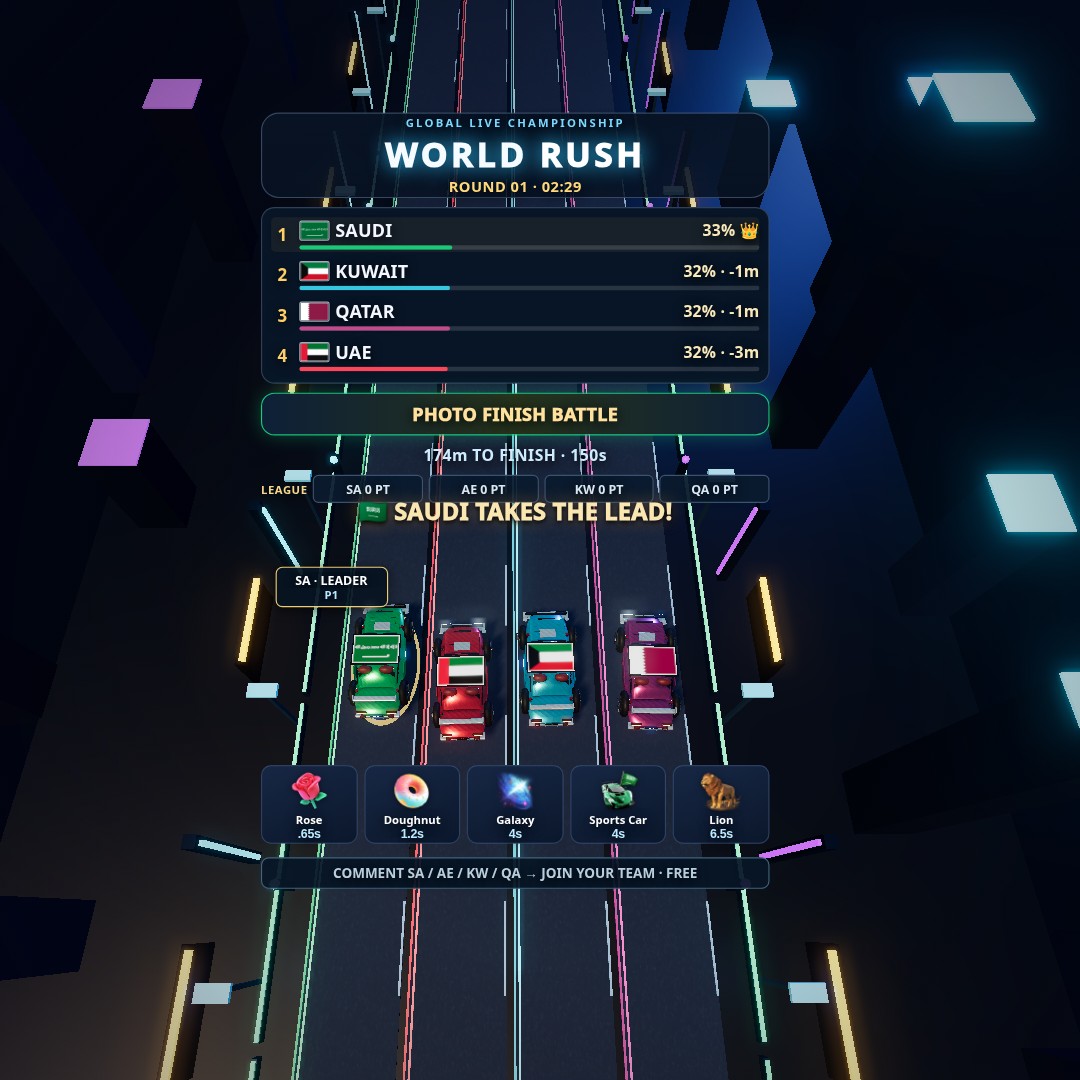 GLOBAL LIVE CHAMPIONSHIP
WORLD RUSH
ROUND 01 · 02:29
1 SAUDI 33% 👑
2 KUWAIT 32% · -1m
3 QATAR 32% · -1m
4 UAE 32% · -3m
PHOTO FINISH BATTLE
174m TO FINISH · 150s
LEAGUE SA 0 PT AE 0 PT KW 0 PT QA 0 PT
SAUDI TAKES THE LEAD!
SA · LEADER
P1
Rose Doughnut Galaxy Sports Car Lion
.65s 1.2s 4s 4s 6.5s
COMMENT SA / AE / KW / QA → JOIN YOUR TEAM · FREE